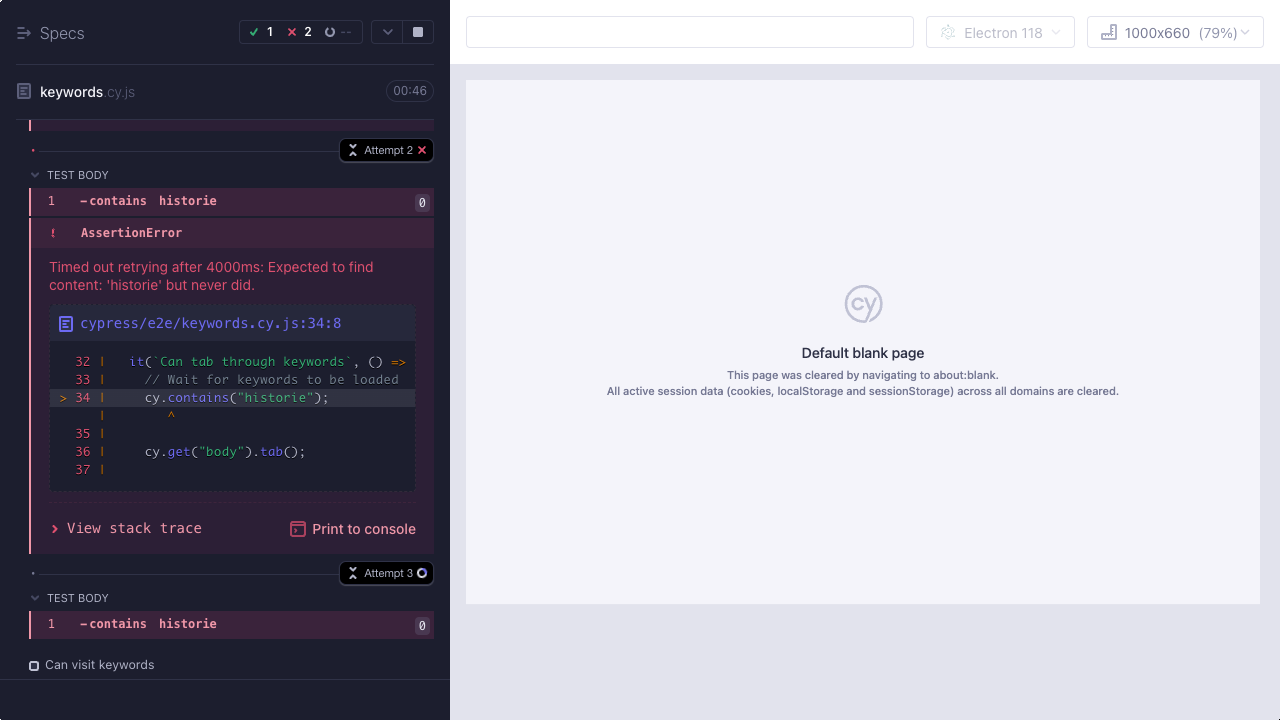 Specs
1 2 --
keywords.cy.js 00:46
Attempt 2
TEST BODY
1 -contains historie 0
! AssertionError
Timed out retrying after 4000ms: Expected to find
content: 'historie' but never did.
cypress/e2e/keywords.cy.js:34:8
32 | it(`Can tab through keywords`, () =>
33 | // Wait for keywords to be loaded
> 34 | cy.contains("historie");
| ^
35 |
36 | cy.get("body").tab();
37 |
View stack trace
Print to console
Attempt 3
TEST BODY
1 -contains historie 0
Can visit keywords
Electron 118
1000x660 (79%)
cy
Default blank page
This page was cleared by navigating to about:blank.
All active session data (cookies, localStorage and sessionStorage) across all domains are cleared.